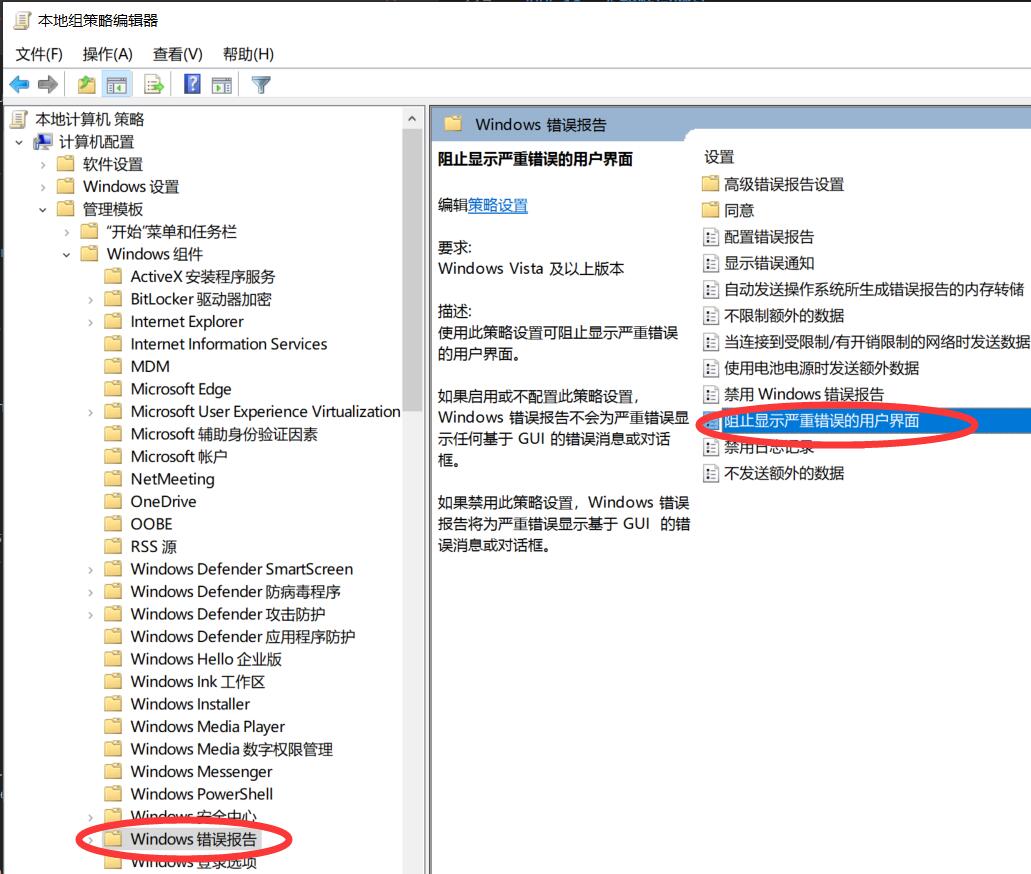 本地组策略编辑器
文件(F) 操作(A) 查看(V) 帮助(H)
本地计算机 策略
计算机配置
软件设置
Windows 设置
管理模板
“开始”菜单和任务栏
Windows 组件
ActiveX 安装程序服务
BitLocker 驱动器加密
Internet Explorer
Internet Information Services
MDM
Microsoft Edge
Microsoft User Experience Virtualization
Microsoft 辅助身份验证因素
Microsoft 帐户
NetMeeting
OneDrive
OOBE
RSS 源
Windows Defender SmartScreen
Windows Defender 防病毒程序
Windows Defender 攻击防护
Windows Defender 应用程序防护
Windows Hello 企业版
Windows Ink 工作区
Windows Installer
Windows Media Player
Windows Media 数字权限管理
Windows Messenger
Windows PowerShell
Windows 安全中心
Windows 错误报告
Windows 登录选项
Windows 错误报告
阻止显示严重错误的用户界面
编辑策略设置
要求:
Windows Vista 及以上版本
描述:
使用此策略设置可阻止显示严重错误
的用户界面。
如果启用或不配置此策略设置，
Windows 错误报告不会为严重错误显
示任何基于 GUI 的错误消息或对话
框。
如果禁用此策略设置，Windows 错误
报告将为严重错误显示基于 GUI 的错
误消息或对话框。
设置
高级错误报告设置
同意
配置错误报告
显示错误通知
自动发送操作系统所生成错误报告的内存转储
不限制额外的数据
当连接到受限制/有开销限制的网络时发送数据
使用电池电源时发送额外数据
禁用 Windows 错误报告
阻止显示严重错误的用户界面
禁用日志记录
不发送额外的数据